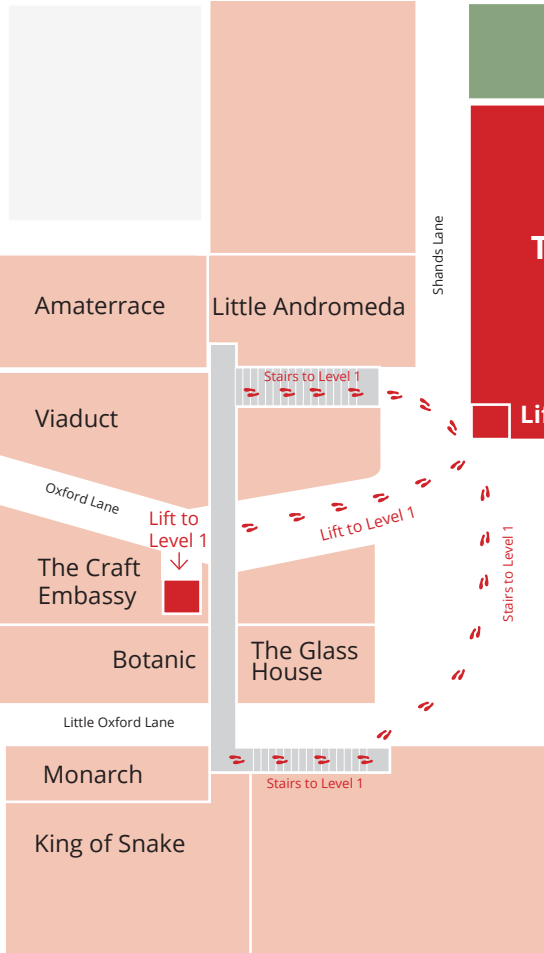 Shands Lane
T
Amaterrace
Little Andromeda
Stairs to Level 1
Viaduct
Lif
Oxford Lane
Lift to
Level 1
Lift to Level 1
Stairs to Level 1
The Craft
Embassy
Botanic
The Glass
House
Little Oxford Lane
Monarch
Stairs to Level 1
King of Snake